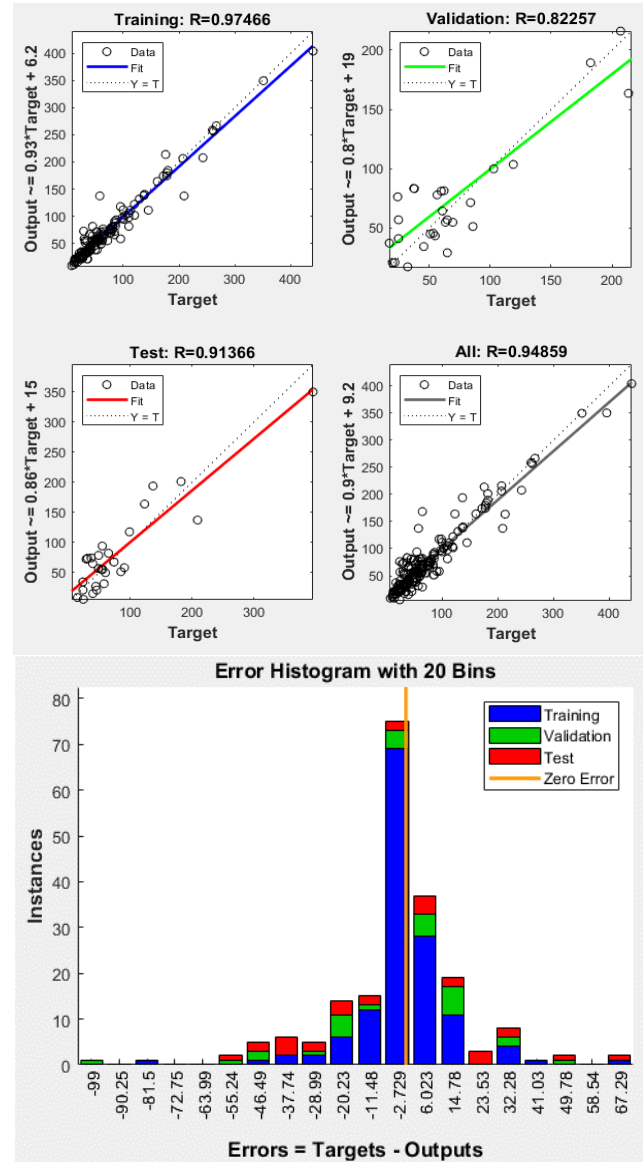 Training: R=0.97466
Output ~= 0.93*Target + 6.2
400
350
300
250
200
150
100
50
Data
Fit
Y = T
100
200
300
400
Target
Validation: R=0.82257
Output ~= 0.8*Target + 19
200
150
100
50
Data
Fit
Y = T
50
100
150
200
Target
Test: R=0.91366
Output ~= 0.86*Target + 15
350
300
250
200
150
100
50
Data
Fit
Y = T
100
200
300
Target
All: R=0.94859
Output ~= 0.9*Target + 9.2
400
350
300
250
200
150
100
50
Data
Fit
Y = T
100
200
300
400
Target
Error Histogram with 20 Bins
Instances
80
70
60
50
40
30
20
10
0
Training
Validation
Test
Zero Error
-99
-90.25
-81.5
-72.75
-63.99
-55.24
-46.49
-37.74
-28.99
-20.23
-11.48
-2.729
6.023
14.78
23.53
32.28
41.03
49.78
58.54
67.29
Errors = Targets - Outputs